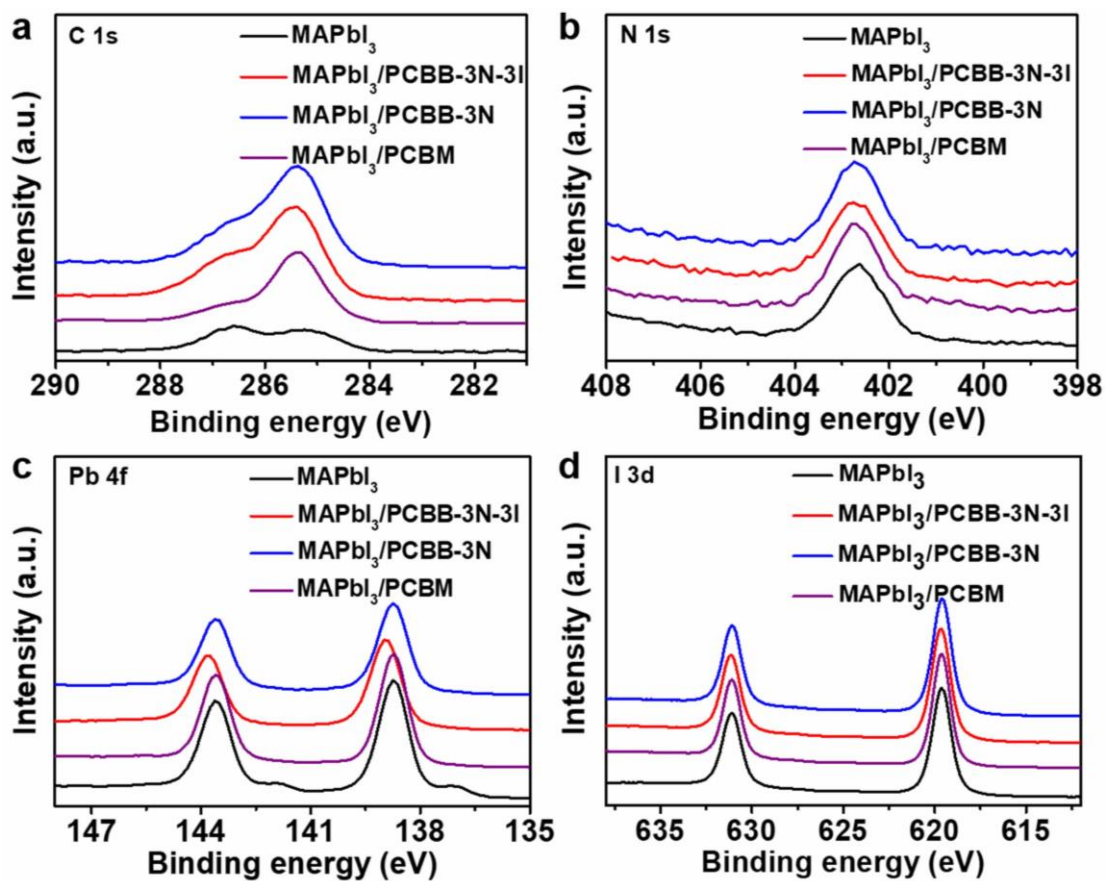 a
C 1s
MAPbI₃
MAPbI₃/PCBB-3N-3I
MAPbI₃/PCBB-3N
MAPbI₃/PCBM
Intensity (a.u.)
290 288 286 284 282
Binding energy (eV)
b
N 1s
MAPbI₃
MAPbI₃/PCBB-3N-3I
MAPbI₃/PCBB-3N
MAPbI₃/PCBM
Intensity (a.u.)
408 406 404 402 400 398
Binding energy (eV)
c
Pb 4f
MAPbI₃
MAPbI₃/PCBB-3N-3I
MAPbI₃/PCBB-3N
MAPbI₃/PCBM
Intensity (a.u.)
147 144 141 138 135
Binding energy (eV)
d
I 3d
MAPbI₃
MAPbI₃/PCBB-3N-3I
MAPbI₃/PCBB-3N
MAPbI₃/PCBM
Intensity (a.u.)
635 630 625 620 615
Binding energy (eV)